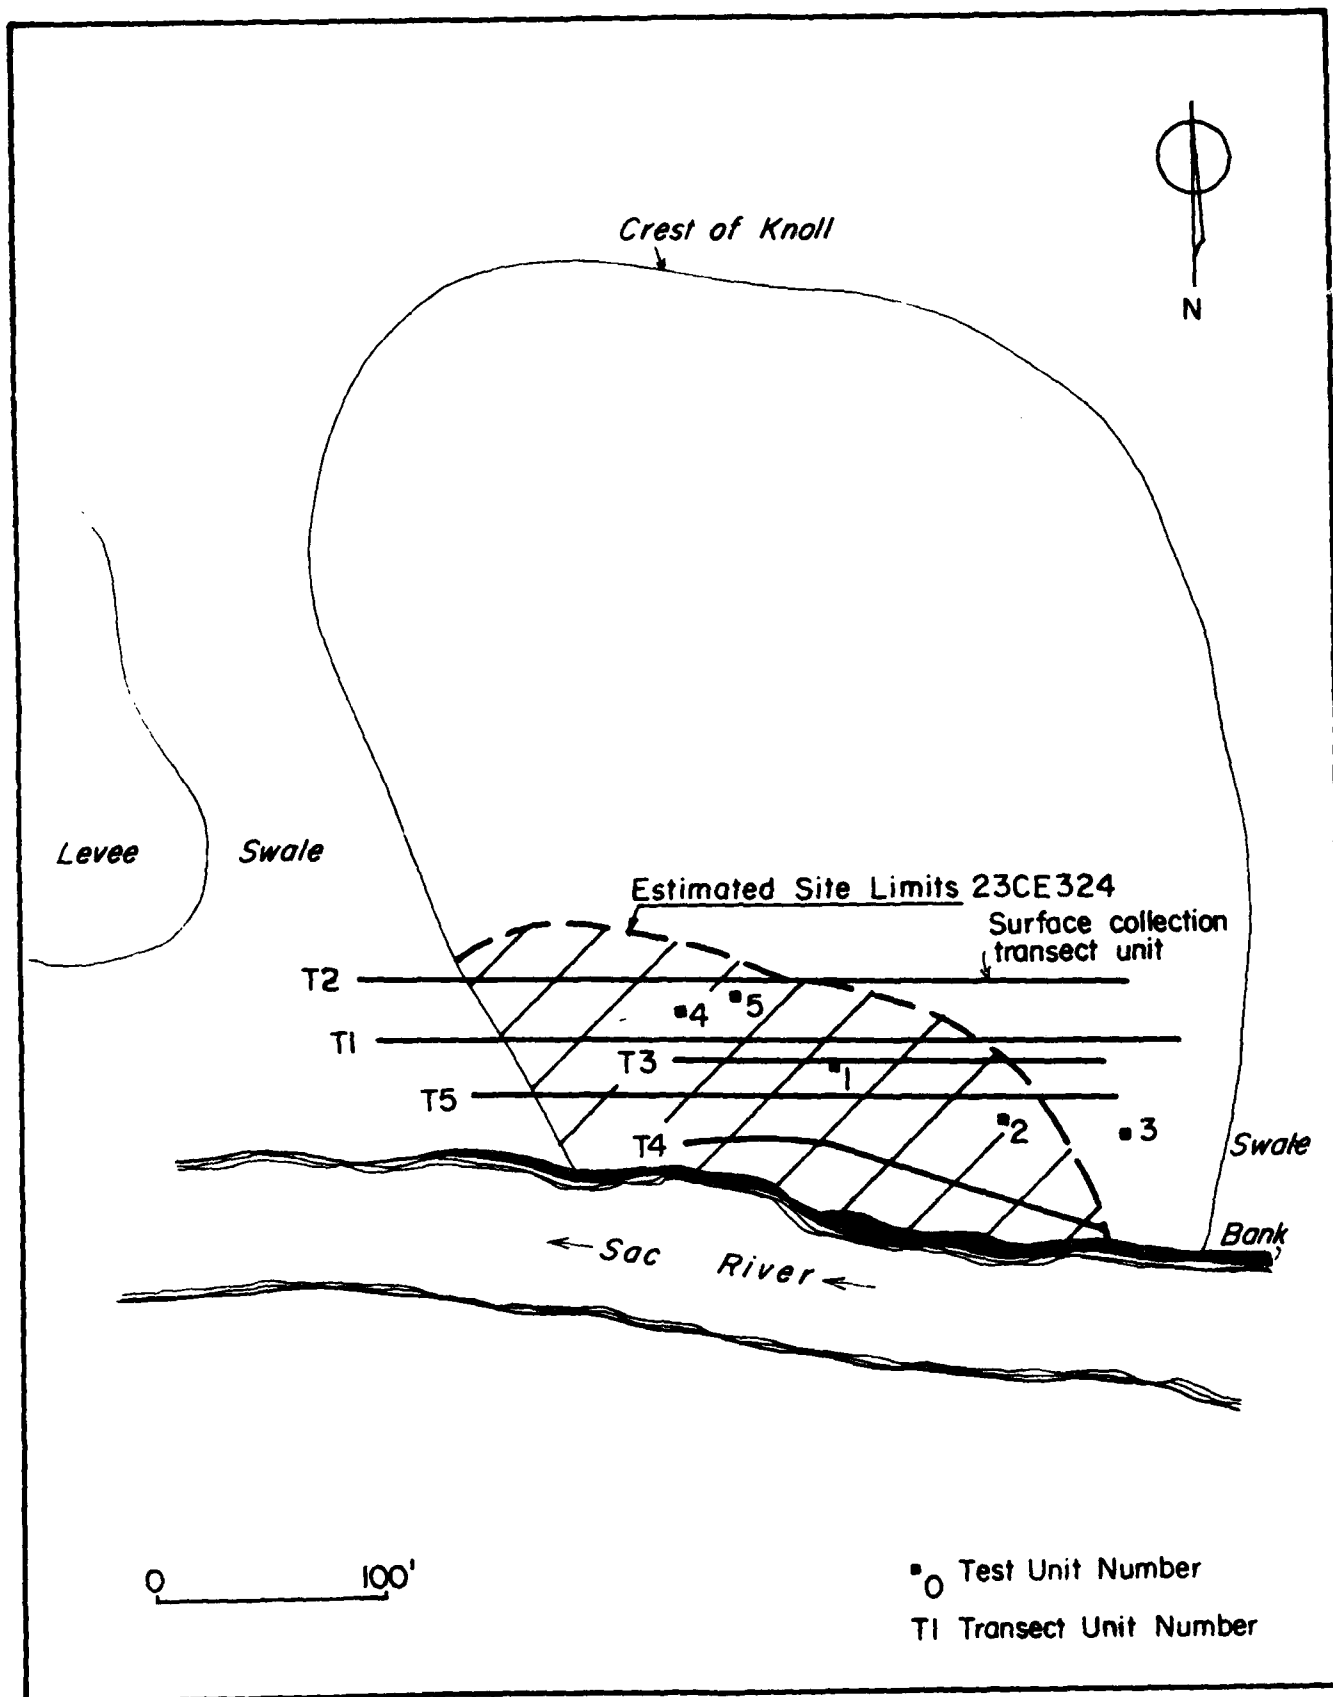 N
Crest of Knoll
Levee
Swale
Estimated Site Limits 23CE324
Surface collection
transect unit
T2
5
4
T1
T3
1
T5
2
3
T4
Swale
Bank
Sac River
0 100'
0 Test Unit Number
T1 Transect Unit Number